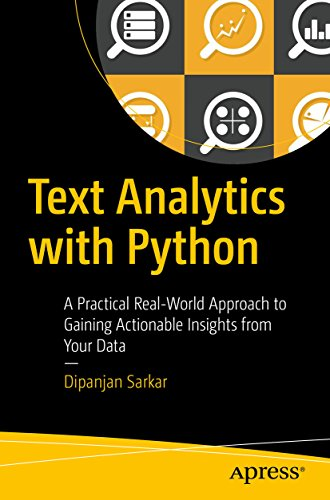 Text Analytics
with Python
A Practical Real-World Approach to
Gaining Actionable Insights from
Your Data
—
Dipanjan Sarkar
Apress®